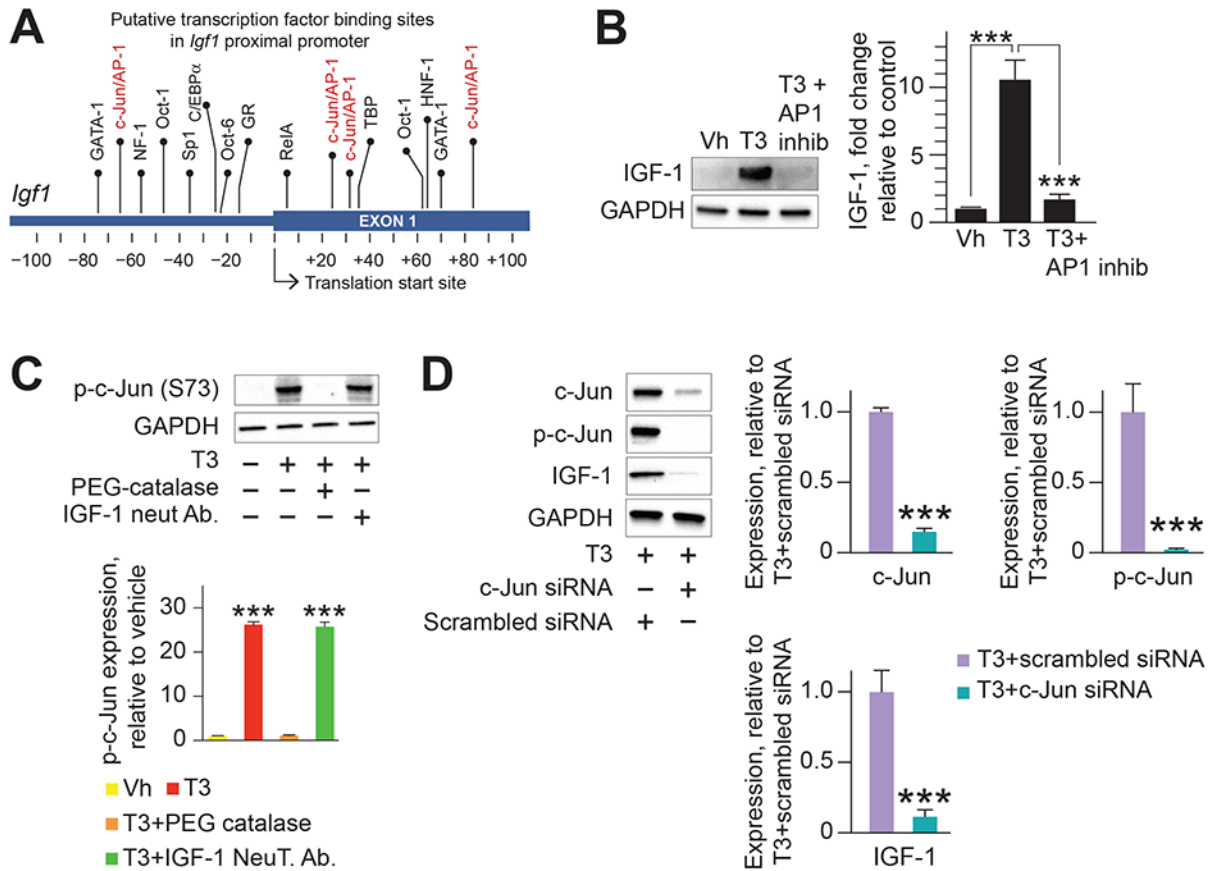 A
Putative transcription factor binding sites
in Igf1 proximal promoter
GATA-1
c-Jun/AP-1
NF-1
Oct-1
Sp1
C/EBPα
Oct-6
GR
RelA
c-Jun/AP-1
c-Jun/AP-1
TBP
Oct-1
HNF-1
GATA-1
c-Jun/AP-1
Igf1
EXON 1
−100 −80 −60 −40 −20 +20 +40 +60 +80 +100
Translation start site
B
Vh T3 T3 +
AP1
inhib
IGF-1
GAPDH
IGF-1, fold change
relative to control
10
8
6
4
2
0
***
***
Vh T3 T3+
AP1 inhib
C
p-c-Jun (S73)
GAPDH
T3 − + + +
PEG-catalase − − + −
IGF-1 neut Ab. − − − +
p-c-Jun expression,
relative to vehicle
30
20
10
0
*** ***
Vh T3
T3+PEG catalase
T3+IGF-1 NeuT. Ab.
D
c-Jun
p-c-Jun
IGF-1
GAPDH
T3 + +
c-Jun siRNA − +
Scrambled siRNA + −
Expression, relative to
T3+scrambled siRNA
1.0
0.5
0
***
c-Jun
Expression, relative to
T3+scrambled siRNA
1.0
0.5
0
***
p-c-Jun
Expression, relative to
T3+scrambled siRNA
1.0
0.5
0
***
IGF-1
T3+scrambled siRNA
T3+c-Jun siRNA